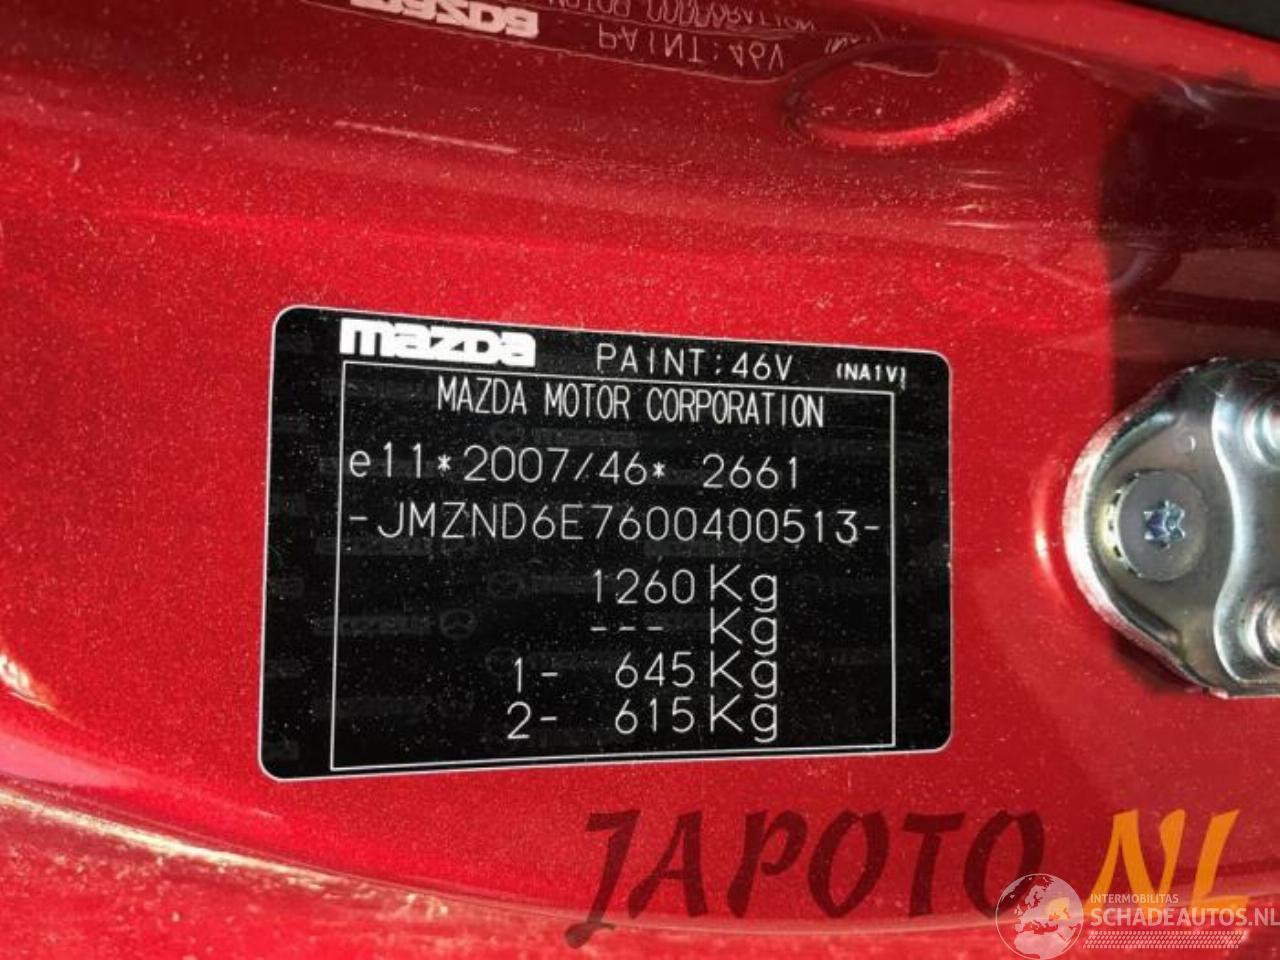 mazda PAINT:46V (NA1V)
MAZDA MOTOR CORPORATION
e11*2007/46* 2661
-JMZND6E7600400513-
1260Kg
--- Kg
1- 645Kg
2- 615Kg
JAPOTO.NL
INTERMOBILITAS
SCHADEAUTOS.NL